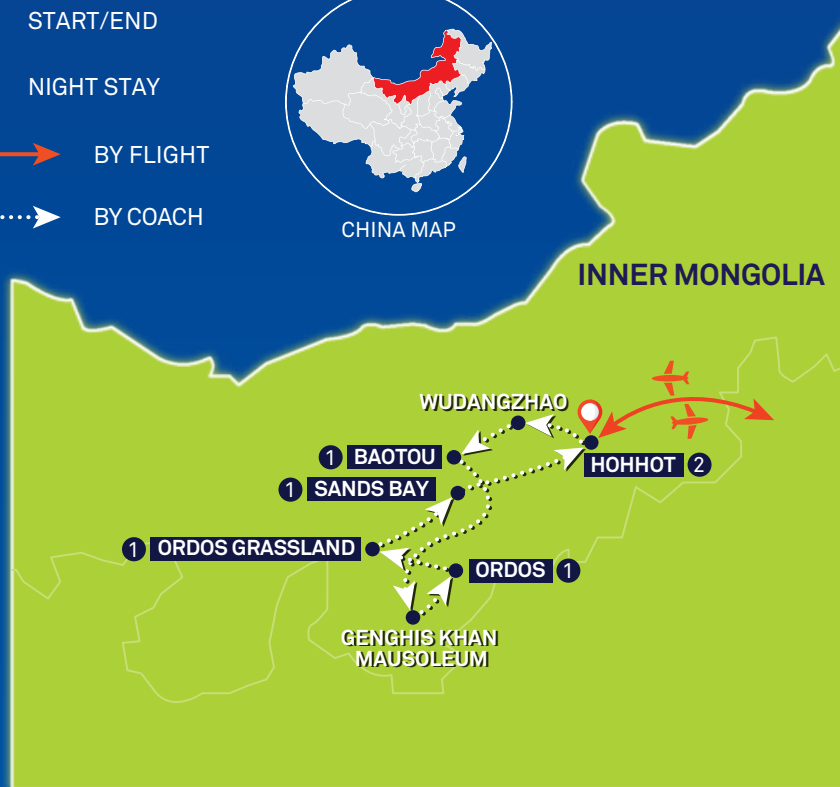 START/END
NIGHT STAY
BY FLIGHT
BY COACH
CHINA MAP
INNER MONGOLIA
WUDANGZHAO
1 BAOTOU
HOHHOT 2
1 SANDS BAY
1 ORDOS GRASSLAND
ORDOS 1
GENGHIS KHAN
MAUSOLEUM